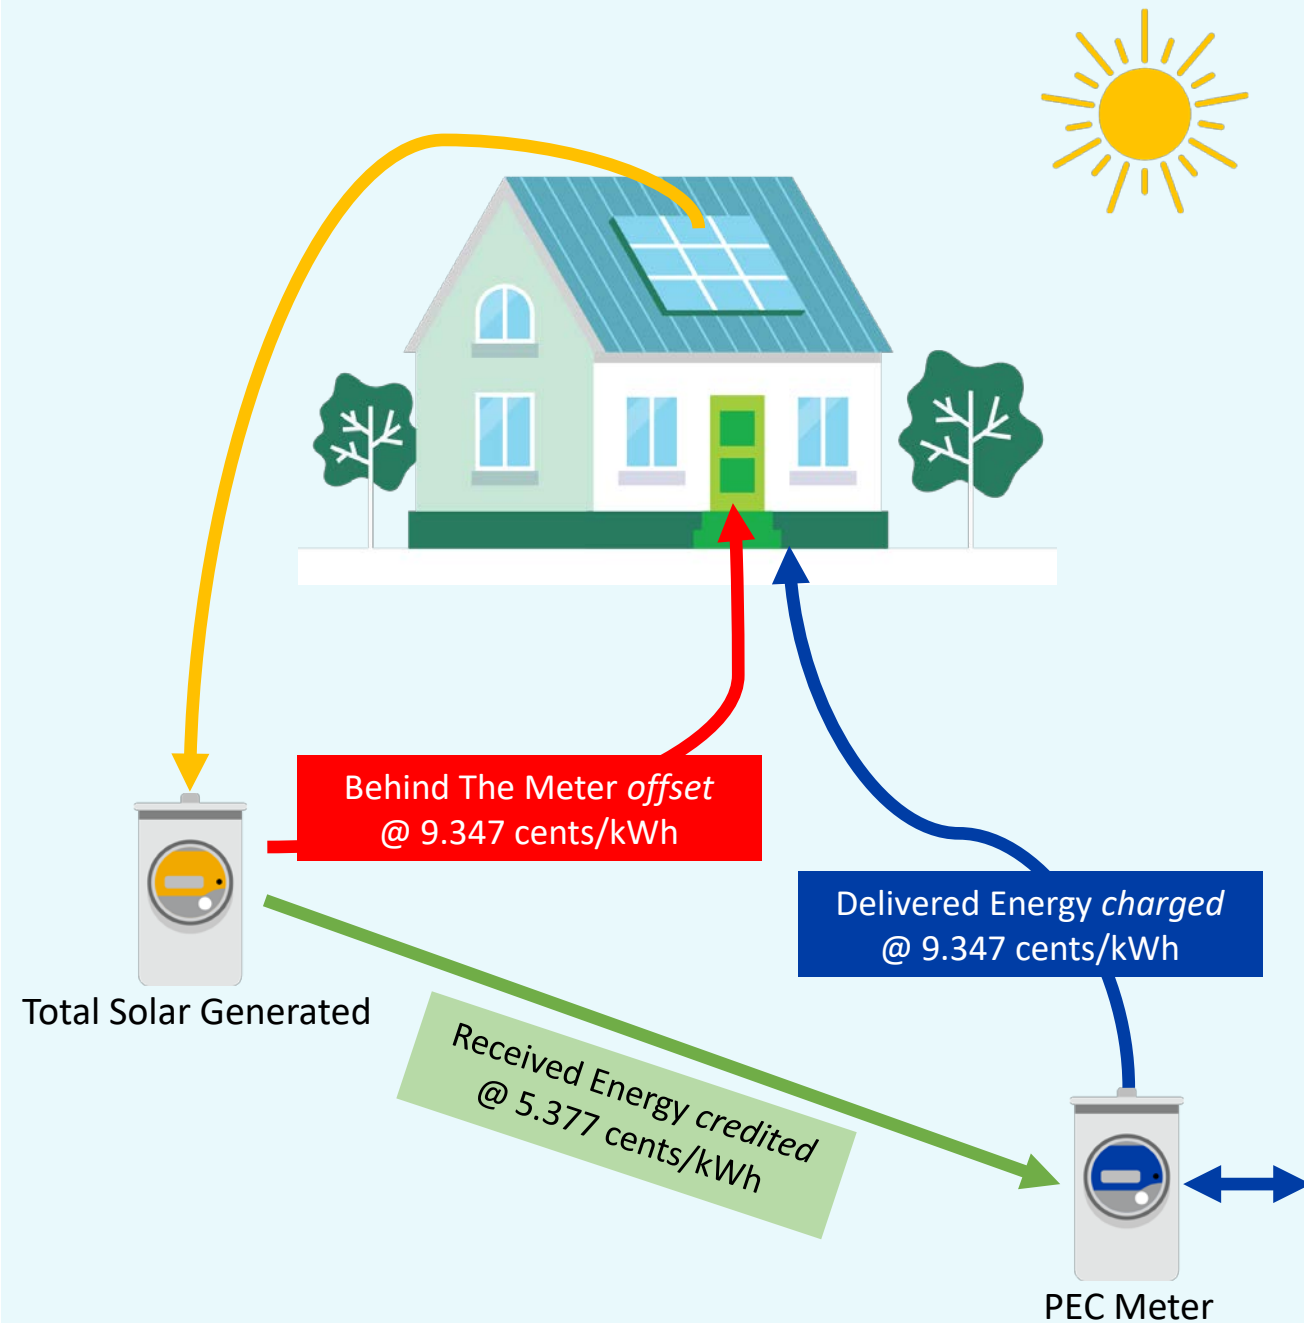 Behind The Meter offset
@ 9.347 cents/kWh
Delivered Energy charged
@ 9.347 cents/kWh
Total Solar Generated
Received Energy credited
@ 5.377 cents/kWh
PEC Meter